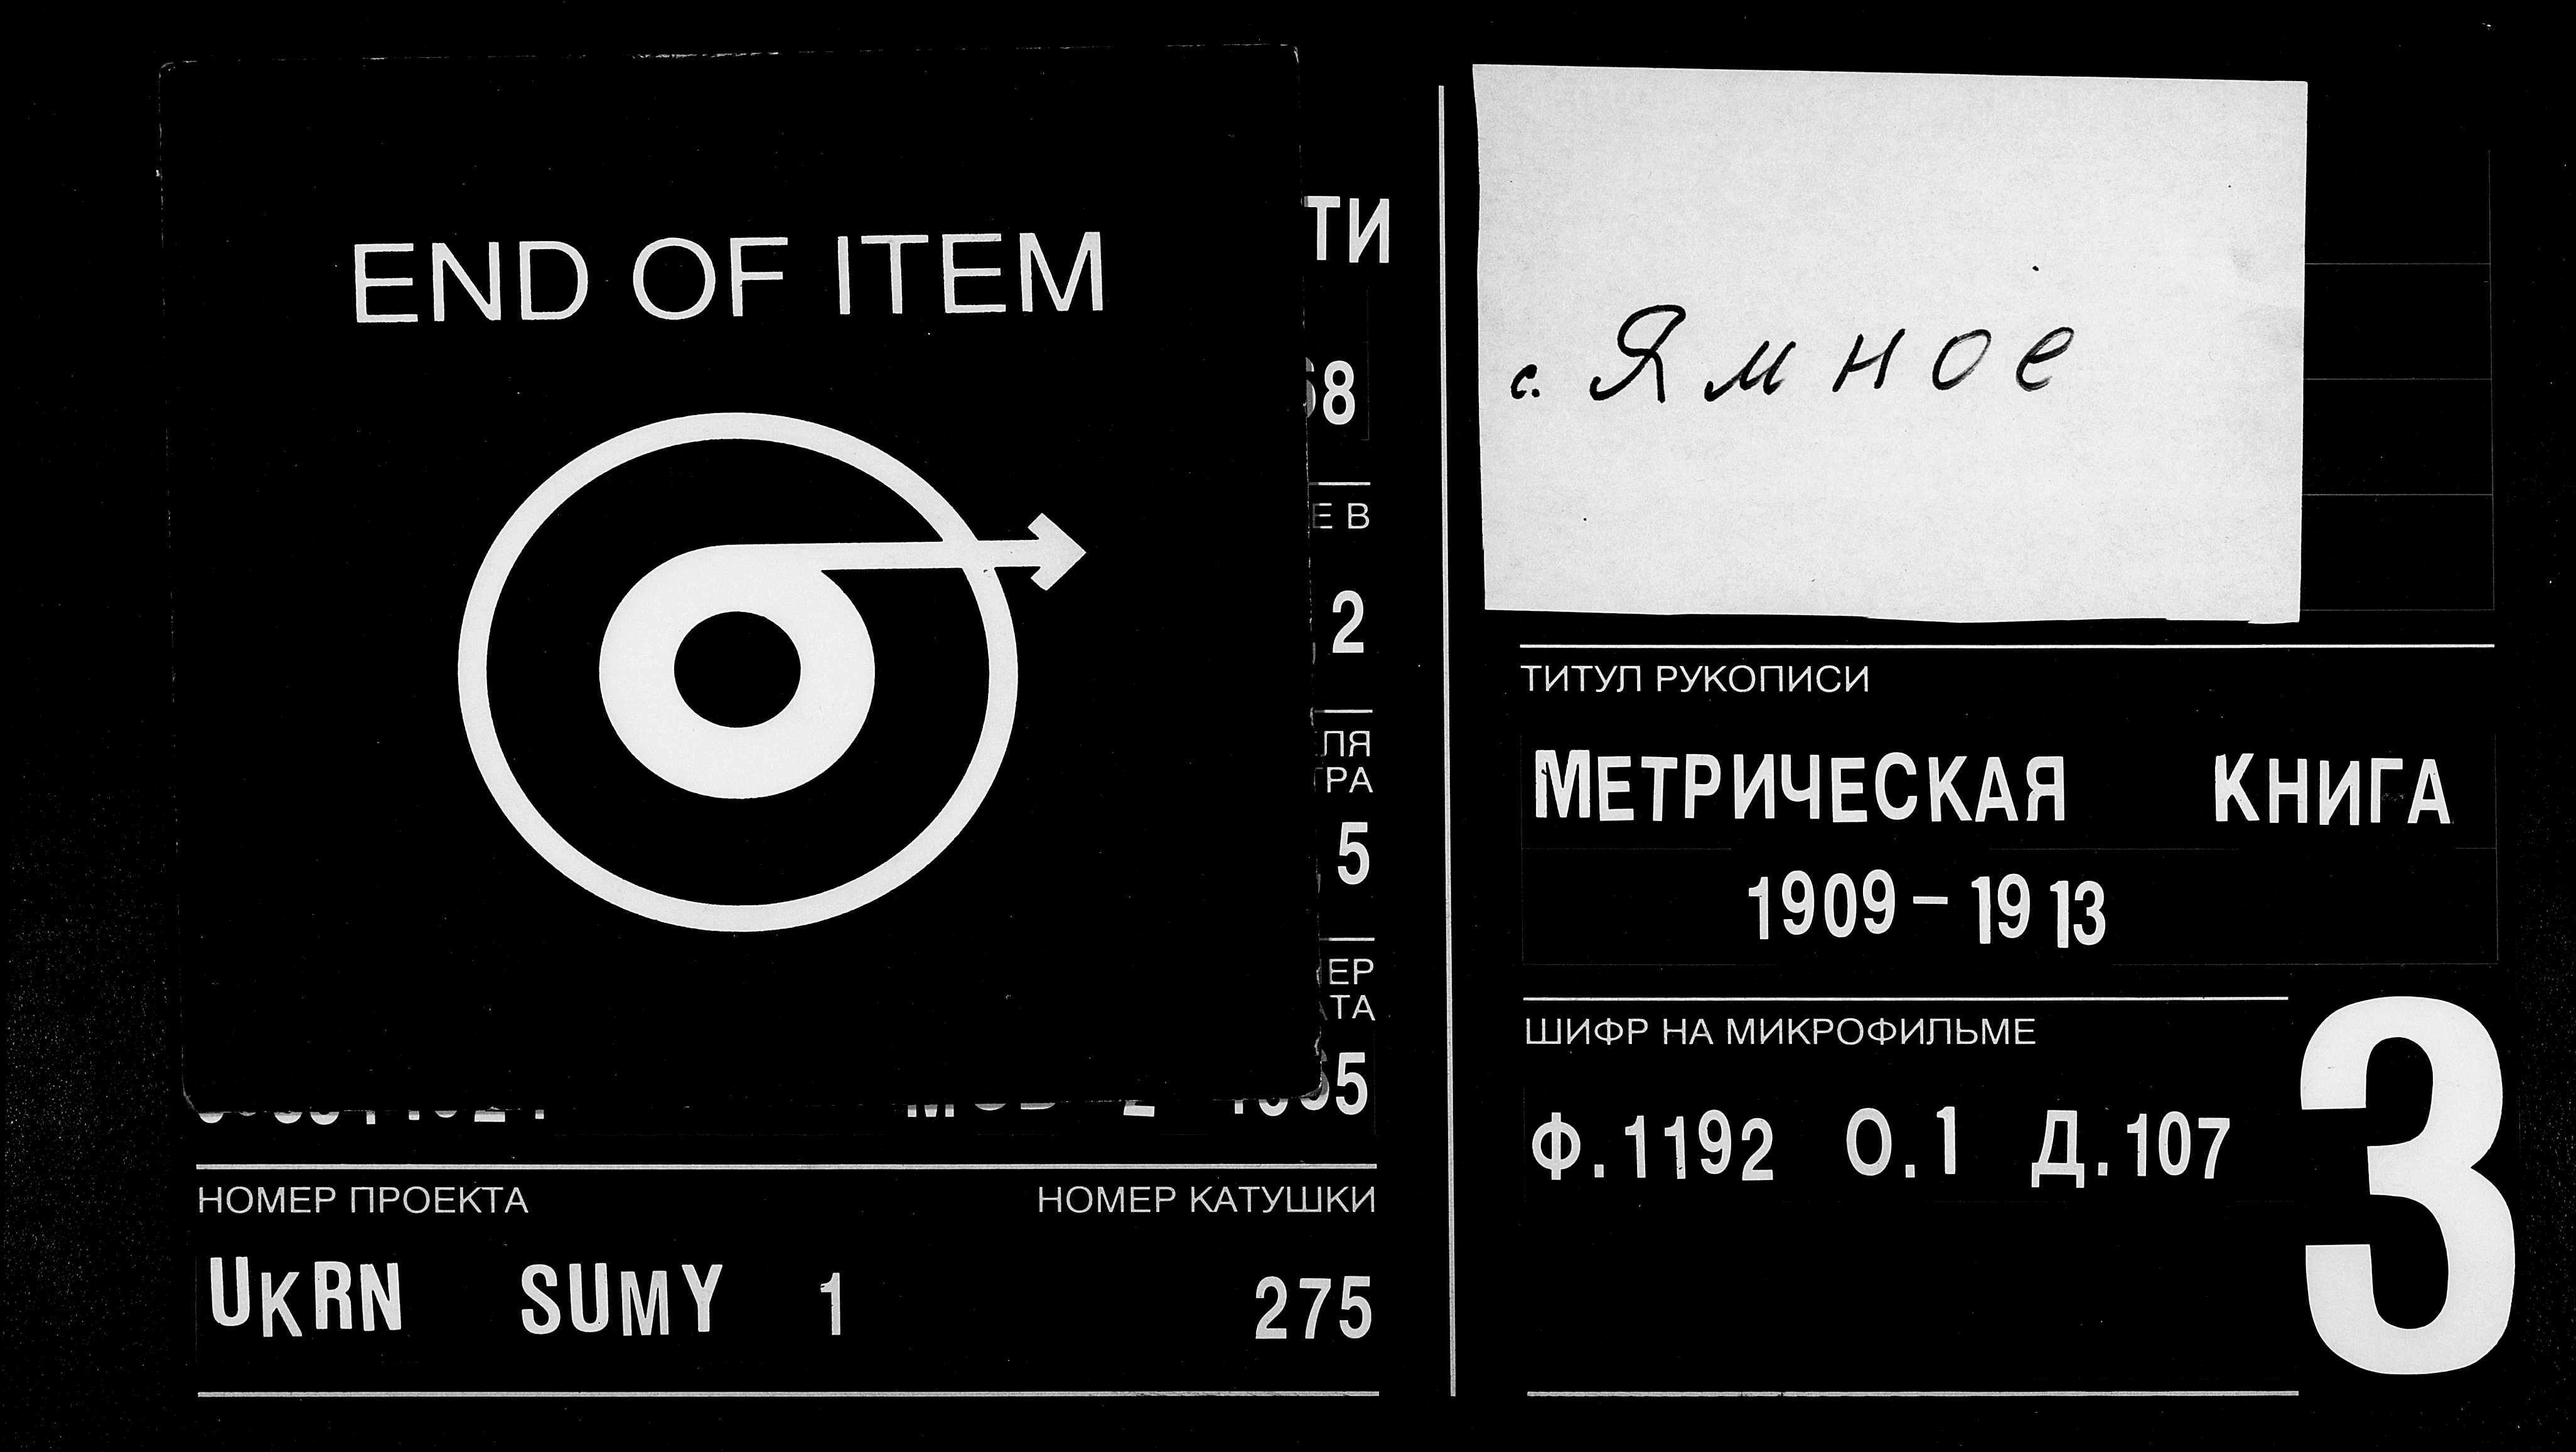 END OF ITEM
ТИ
8
Е В
2
ЛЯ
РА
5
ЕР
ТА
5
НОМЕР ПРОЕКТА НОМЕР КАТУШКИ
UKRN SUMY 1 275
с. Ямное
ТИТУЛ РУКОПИСИ
МЕТРИЧЕСКАЯ КНИГА
1909-1913
ШИФР НА МИКРОФИЛЬМЕ
Ф.1192 О.1 Д.107
3